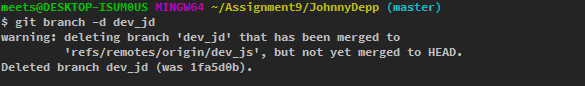 meets@DESKTOP-ISUM0US MINGW64 ~/Assignment9/JohnnyDepp (master)
$ git branch -d dev_jd
warning: deleting branch 'dev_jd' that has been merged to
'refs/remotes/origin/dev_js', but not yet merged to HEAD.
Deleted branch dev_jd (was 1fa5d0b).